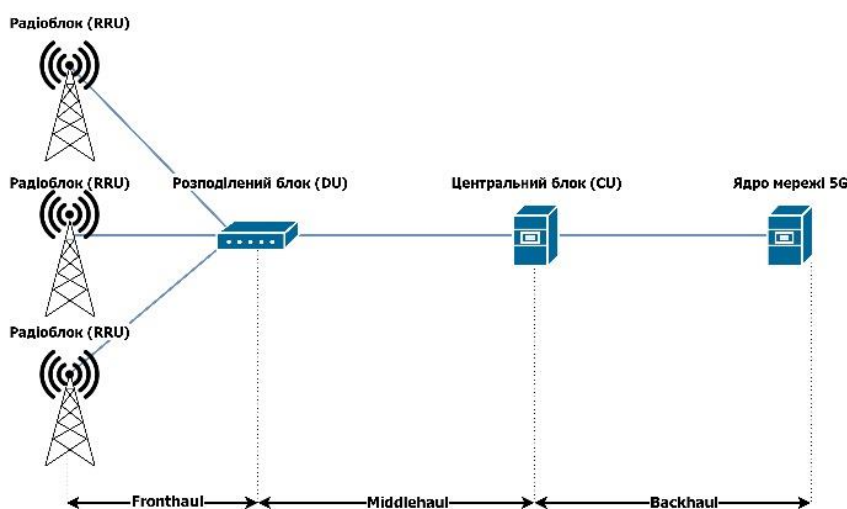 Радіоблок (RRU)
Радіоблок (RRU)
Розподілений блок (DU)
Центральний блок (CU)
Ядро мережі 5G
Радіоблок (RRU)
Fronthaul
Middlehaul
Backhaul